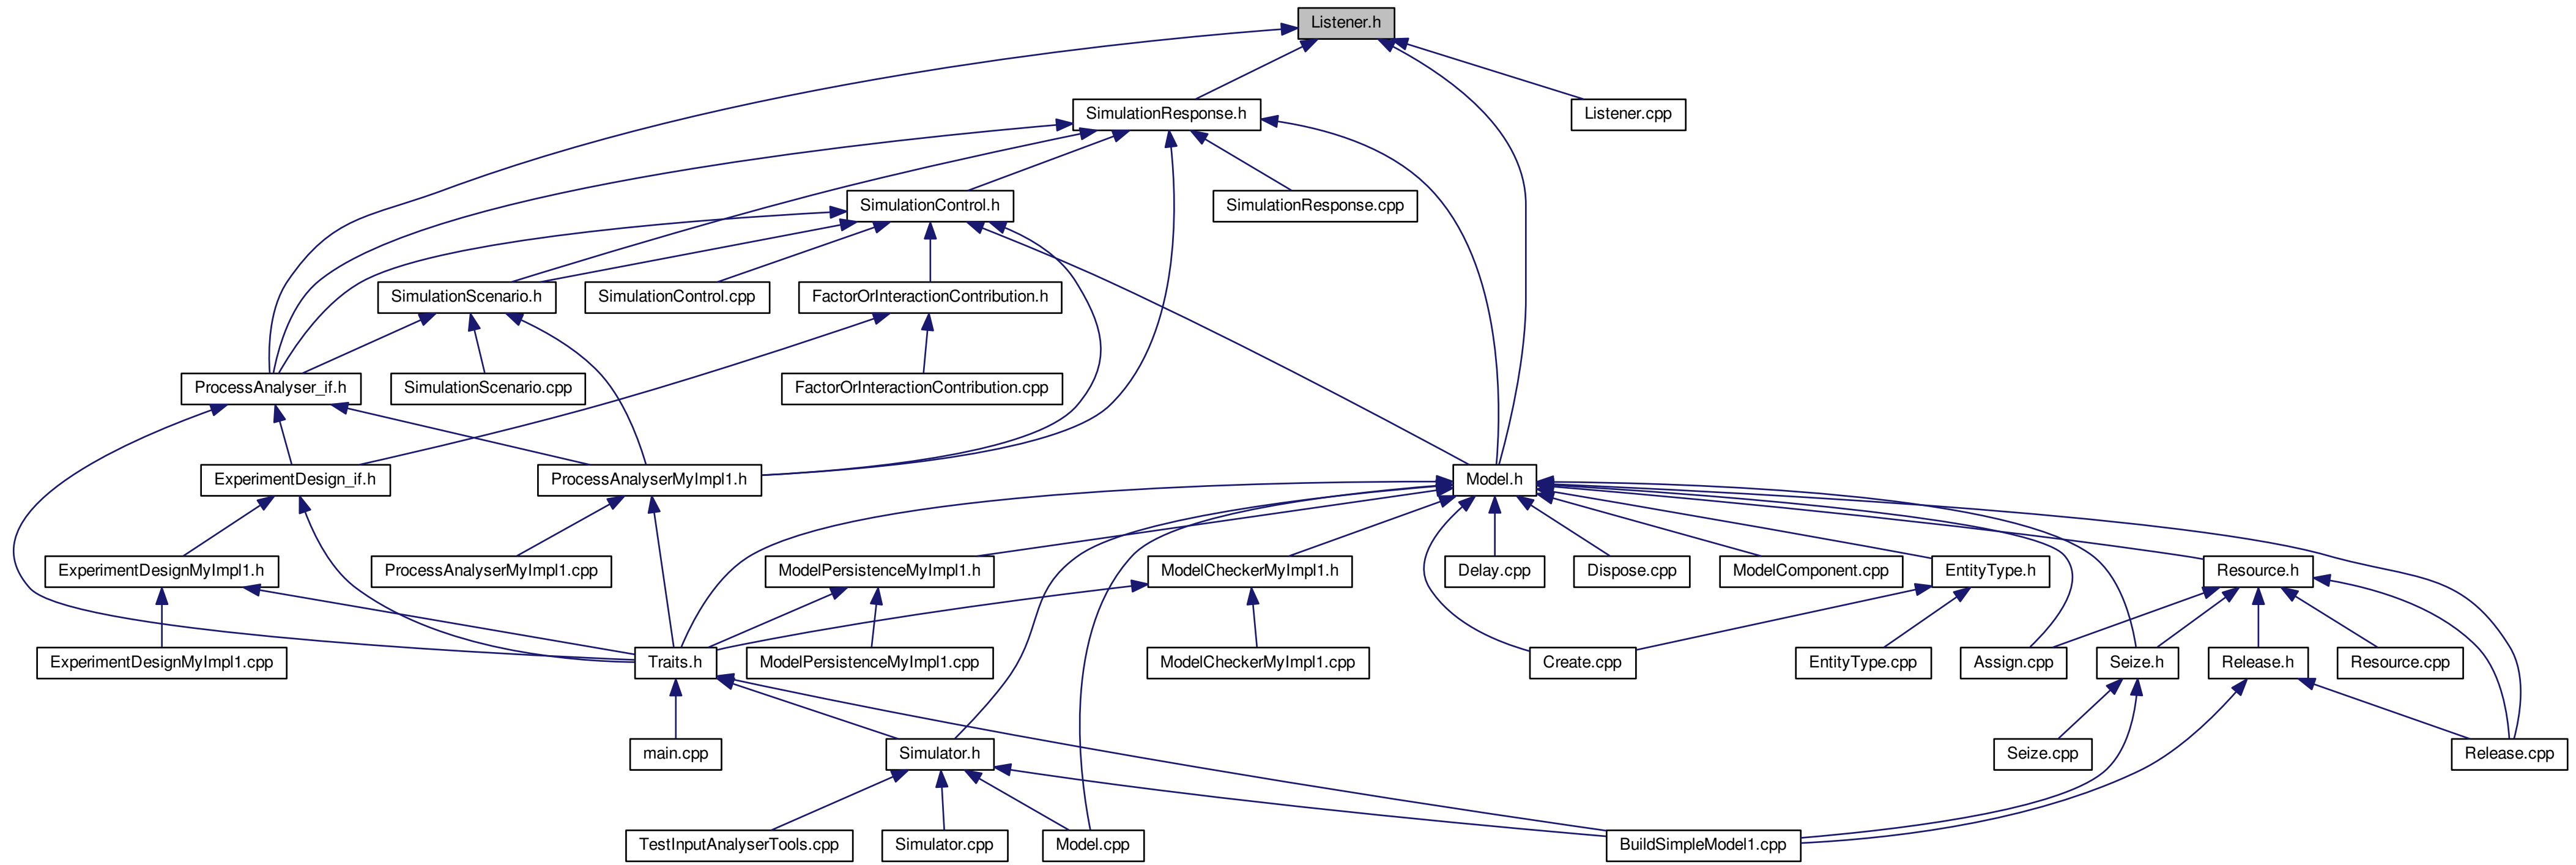 Listener.h
SimulationResponse.h
Listener.cpp
SimulationControl.h
SimulationResponse.cpp
SimulationScenario.h
SimulationControl.cpp
FactorOrInteractionContribution.h
ProcessAnalyser_if.h
SimulationScenario.cpp
FactorOrInteractionContribution.cpp
ExperimentDesign_if.h
ProcessAnalyserMyImpl1.h
Model.h
ExperimentDesignMyImpl1.h
ProcessAnalyserMyImpl1.cpp
ModelPersistenceMyImpl1.h
ModelCheckerMyImpl1.h
Delay.cpp
Dispose.cpp
ModelComponent.cpp
EntityType.h
Resource.h
ExperimentDesignMyImpl1.cpp
Traits.h
ModelPersistenceMyImpl1.cpp
ModelCheckerMyImpl1.cpp
Create.cpp
EntityType.cpp
Assign.cpp
Seize.h
Release.h
Resource.cpp
main.cpp
Simulator.h
Seize.cpp
Release.cpp
TestInputAnalyserTools.cpp
Simulator.cpp
Model.cpp
BuildSimpleModel1.cpp